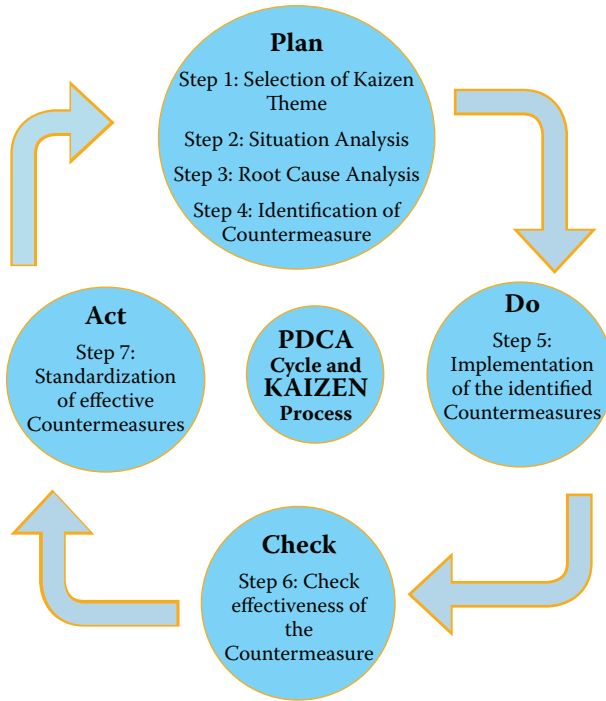 Plan
Step 1: Selection of Kaizen
Theme
Step 2: Situation Analysis
Step 3: Root Cause Analysis
Step 4: Identification of
Countermeasure
Do
Step 5:
Implementation
of the identified
Countermeasures
Check
Step 6: Check
effectiveness of
the
Countermeasure
Act
Step 7:
Standardization
of effective
Countermeasures
PDCA
Cycle and
KAIZEN
Process